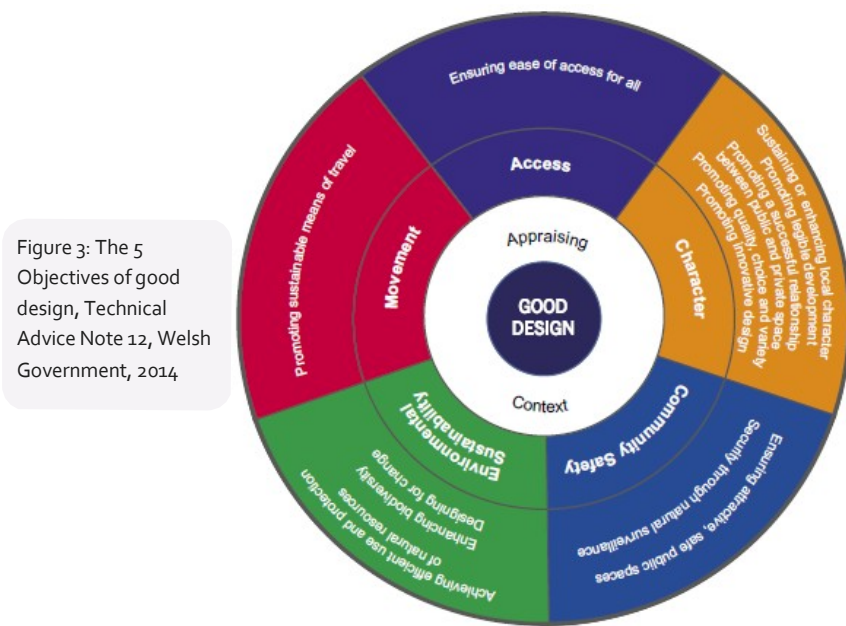 Figure 3: The 5
Objectives of good
design, Technical
Advice Note 12, Welsh
Government, 2014
GOOD
DESIGN
Appraising
Context
Access
Ensuring ease of access for all
Character
Sustaining or enhancing local character
Promoting legible development
Promoting a successful relationship
between public and private space
Promoting quality, choice and variety
Promoting innovative design
Community Safety
Ensuring attractive, safe public spaces
Security through natural surveillance
Environmental
Sustainability
Achieving efficient use and protection
of natural resources
Enhancing biodiversity
Designing for change
Movement
Promoting sustainable means of travel